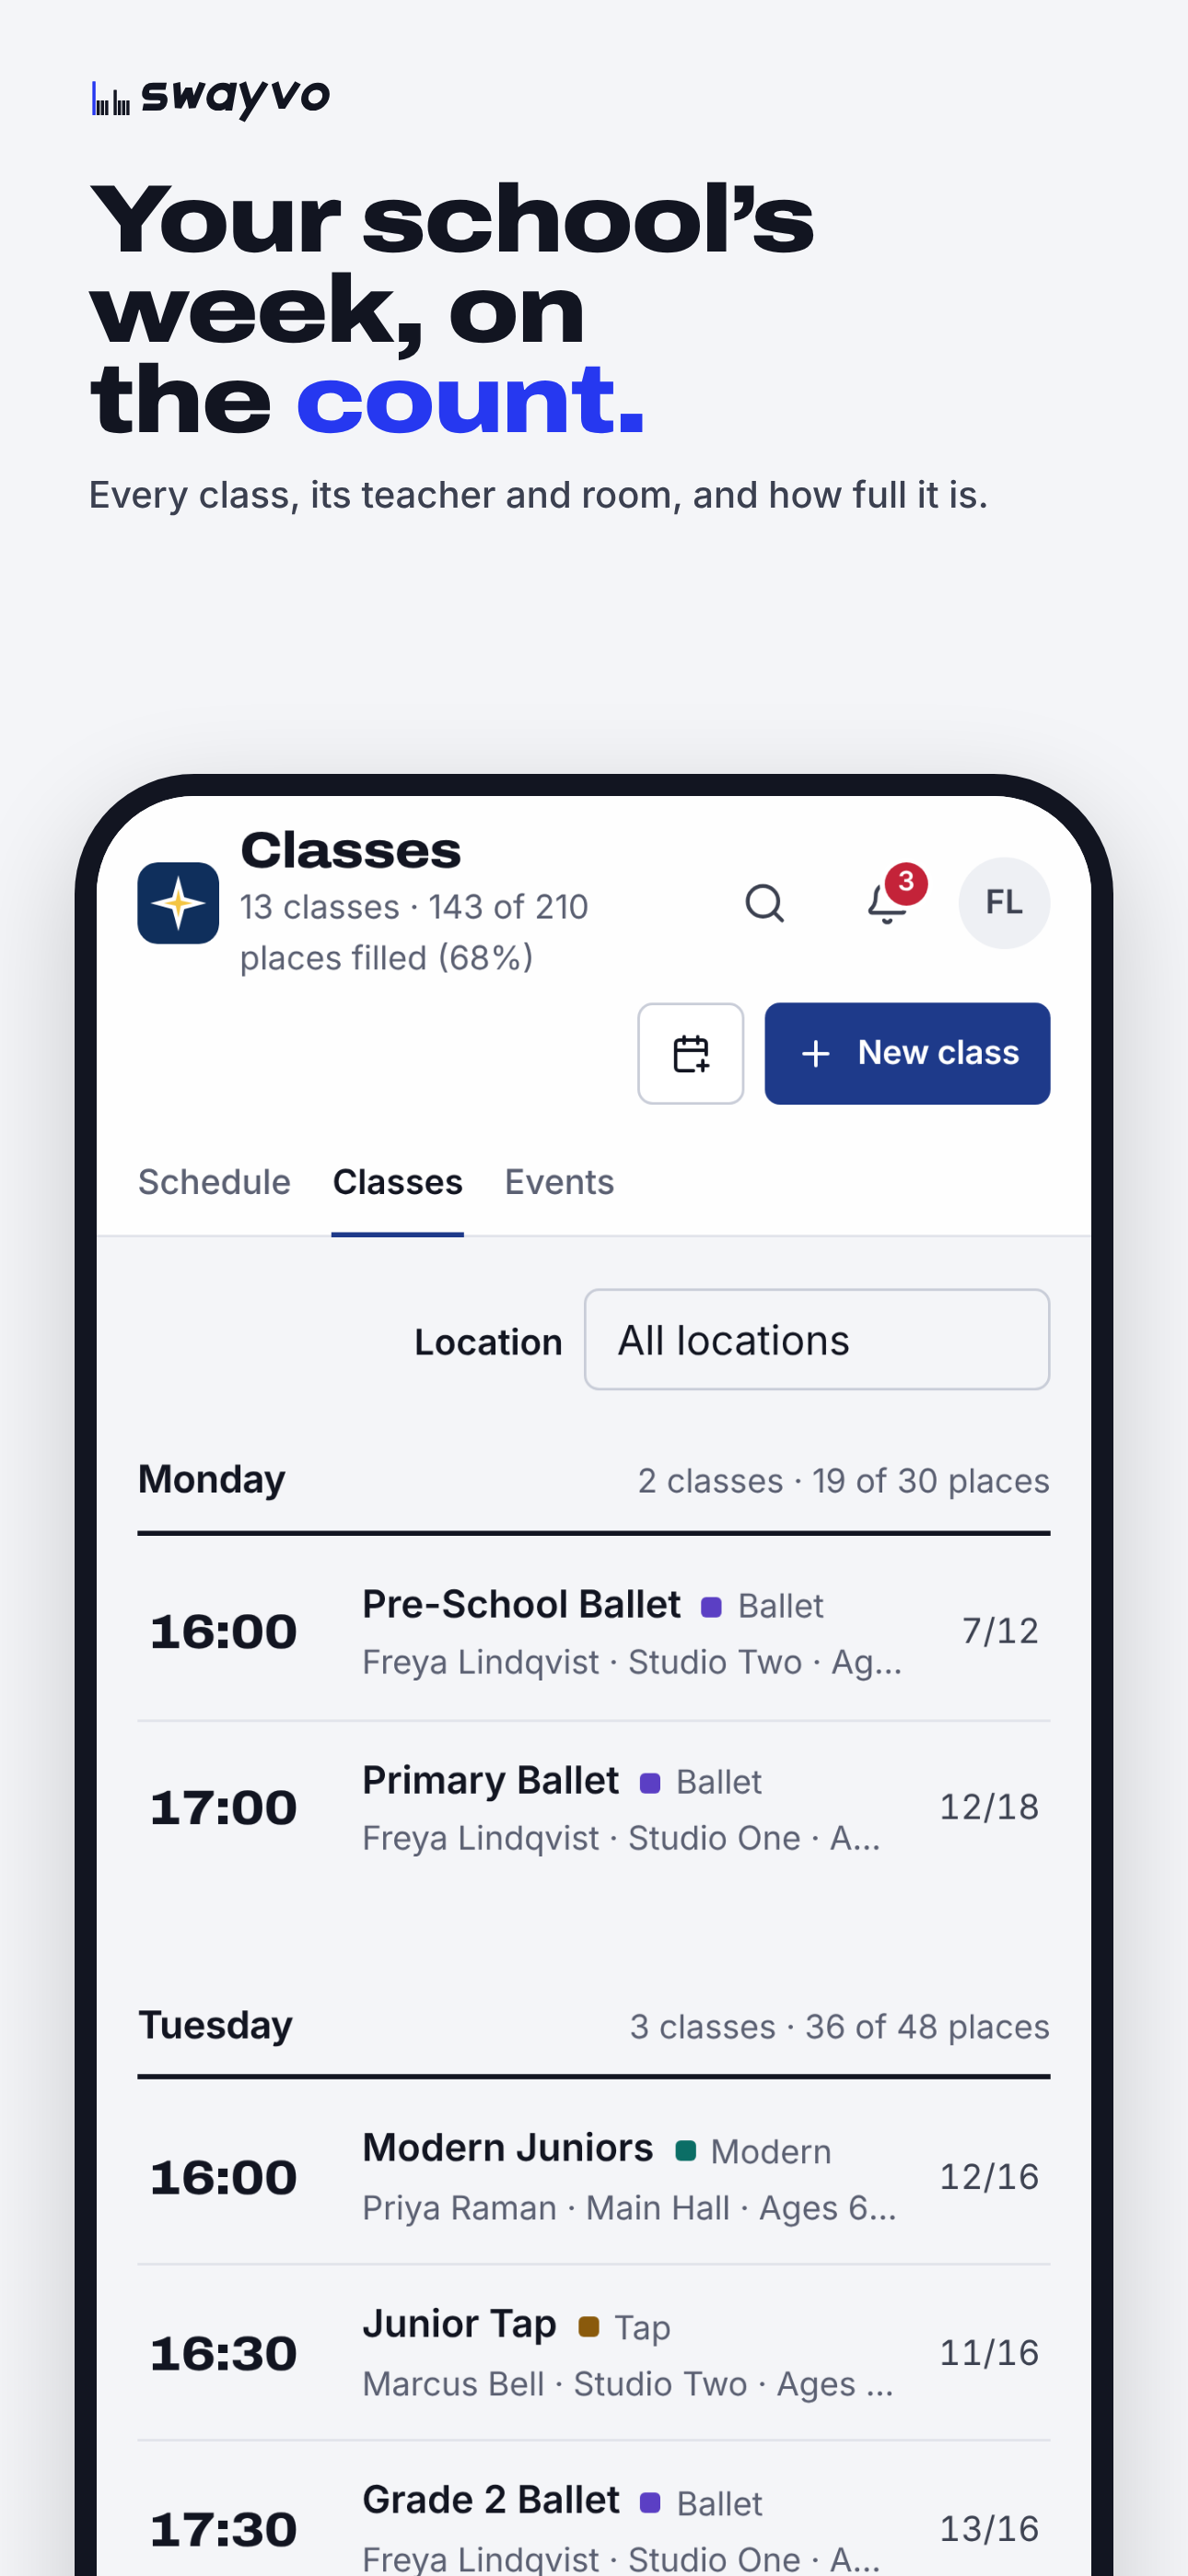 swayvo
Your school’s
week, on
the count.
Every class, its teacher and room, and how full it is.
Classes
13 classes · 143 of 210
places filled (68%)
3
FL
New class
Schedule Classes Events
Location All locations
Monday 2 classes · 19 of 30 places
16:00 Pre-School Ballet Ballet 7/12
Freya Lindqvist · Studio Two · Ag...
17:00 Primary Ballet Ballet 12/18
Freya Lindqvist · Studio One · A...
Tuesday 3 classes · 36 of 48 places
16:00 Modern Juniors Modern 12/16
Priya Raman · Main Hall · Ages 6...
16:30 Junior Tap Tap 11/16
Marcus Bell · Studio Two · Ages ...
17:30 Grade 2 Ballet Ballet 13/16
Freya Lindqvist · Studio One · A...